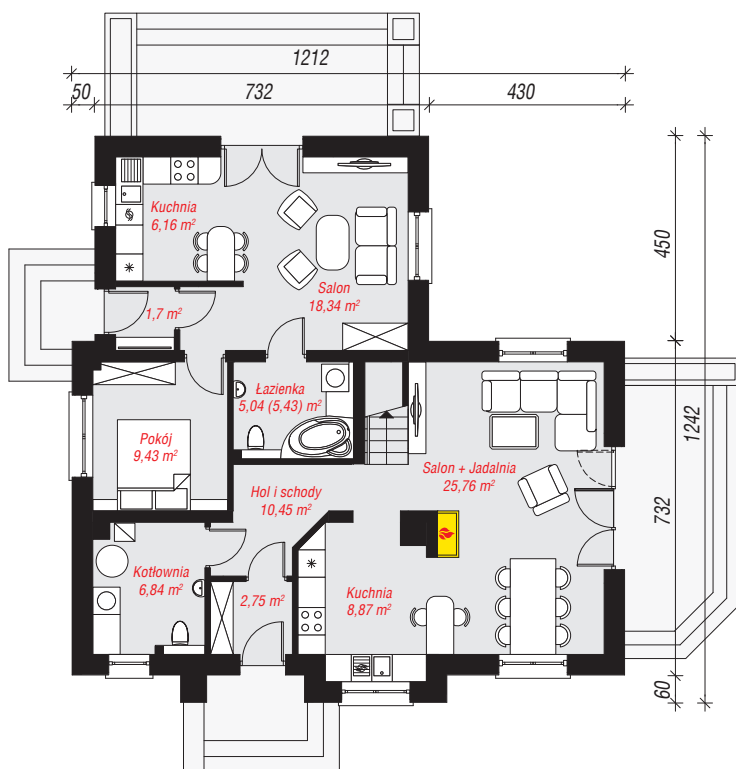 1212
50
732
430
Kuchnia
6,16 m²
Salon
18,34 m²
1,7 m²
450
Łazienka
5,04 (5,43) m²
Pokój
9,43 m²
Salon + Jadalnia
25,76 m²
Hol i schody
10,45 m²
1242
732
Kotłownia
6,84 m²
2,75 m²
Kuchnia
8,87 m²
60